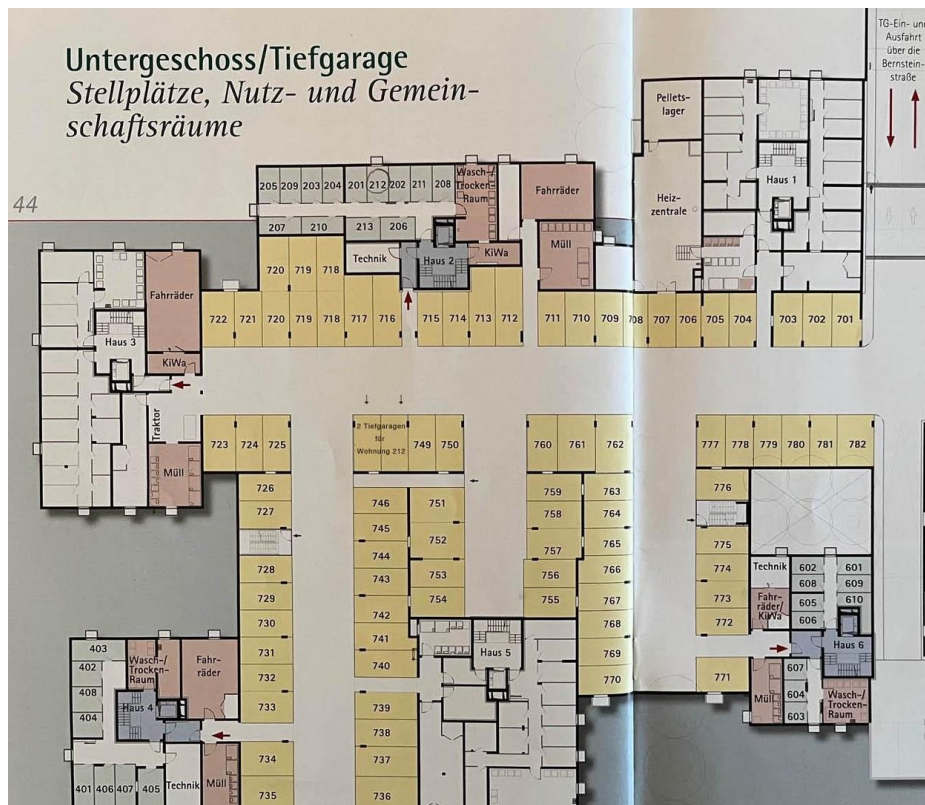 Untergeschoss/Tiefgarage
Stellplätze, Nutz- und Gemein-
schaftsräume
44
TG-Ein- und
Ausfahrt
über die
Bernstein-
straße
Pellets-
lager
Heiz-
zentrale
Haus 1
205 209 203 204 201 212 202 211 208
Wasch-/
Trocken-
Raum
Fahrräder
207 210 213 206
Technik
Haus 2
KiWa
Müll
720 719 718
722 721 720 719 718 717 716 715 714 713 712 711 710 709 708 707 706 705 704 703 702 701
Fahrräder
Haus 3
KiWa
Traktor
Müll
723 724 725
2 Tiefgaragen
für
Wohnung 212
749 750
760 761 762
777 778 779 780 781 782
726
727
728
729
730
731
732
733
734
735
746
745
744
743
742
741
740
739
738
737
736
751
752
753
754
759
758
757
756
755
763
764
765
766
767
768
769
770
776
775
774
773
772
771
Technik
Fahr-
räder/
KiWa
602 601
608 609
605 610
606
Haus 6
607
604
603
Müll
Wasch-/
Trocken-
Raum
Haus 5
403
402
408
404
Wasch-/
Trocken-
Raum
Fahr-
räder
Haus 4
401 406 407 405
Technik
Müll